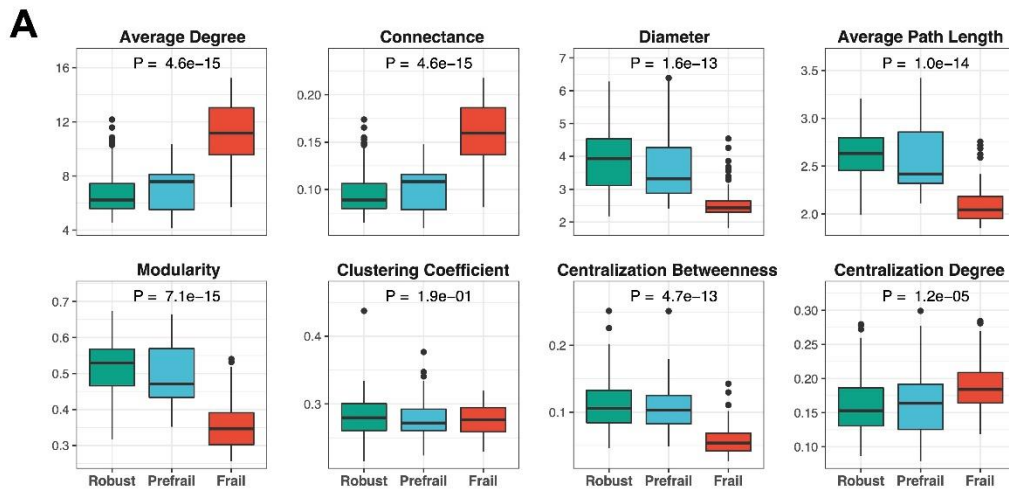 A
Average Degree
P = 4.6e−15
16
12
8
4
Connectance
P = 4.6e−15
0.20
0.15
0.10
Diameter
P = 1.6e−13
7
6
5
4
3
2
Average Path Length
P = 1.0e−14
3.5
3.0
2.5
2.0
Modularity
P = 7.1e−15
0.7
0.6
0.5
0.4
0.3
Robust Prefrail Frail
Clustering Coefficient
P = 1.9e−01
0.4
0.3
Robust Prefrail Frail
Centralization Betweenness
P = 4.7e−13
0.2
0.1
Robust Prefrail Frail
Centralization Degree
P = 1.2e−05
0.30
0.25
0.20
0.15
0.10
Robust Prefrail Frail